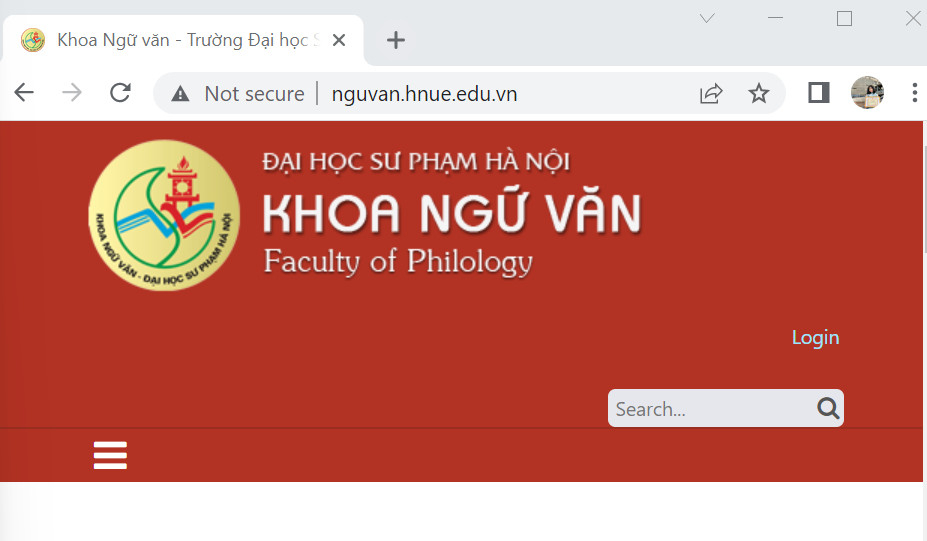 Khoa Ngữ văn - Trường Đại học S
Not secure
nguvan.hnue.edu.vn
ĐẠI HỌC SƯ PHẠM HÀ NỘI
KHOA NGỮ VĂN
Faculty of Philology
KHOA NGỮ VĂN - ĐẠI HỌC SƯ PHẠM HÀ NỘI
Login
Search...